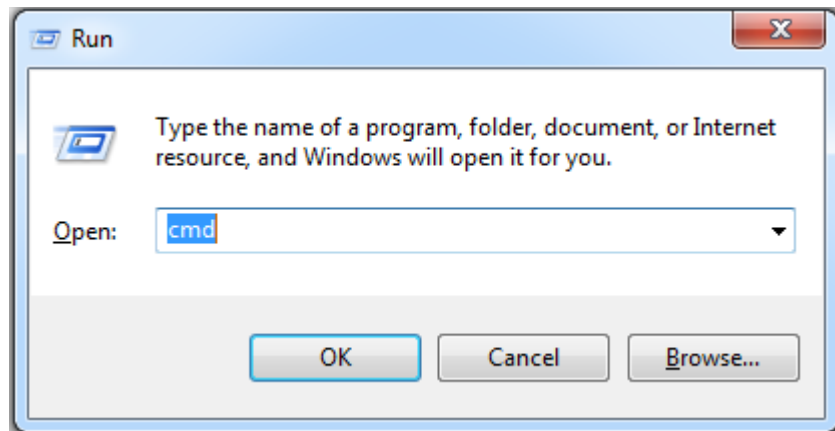 Run
Type the name of a program, folder, document, or Internet
resource, and Windows will open it for you.
Open: cmd
OK Cancel Browse...